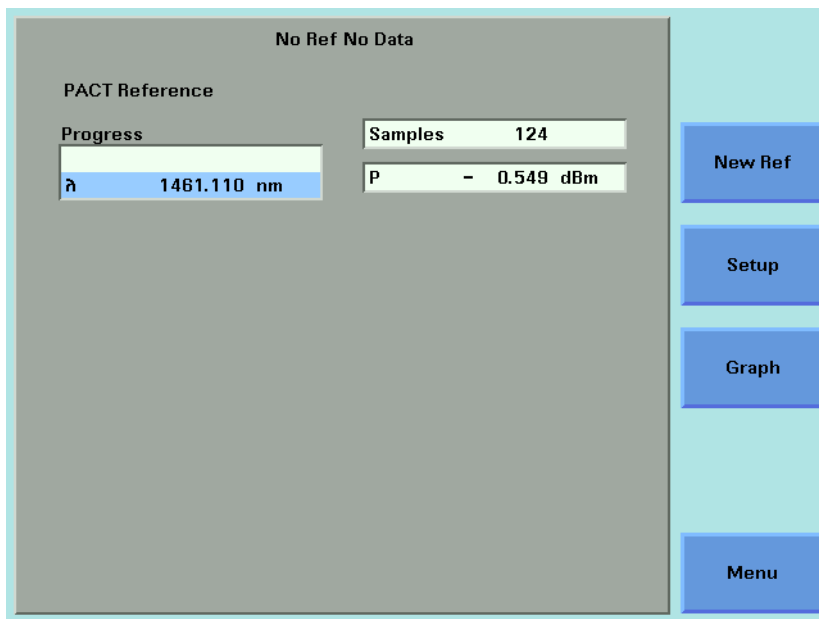 No Ref No Data
PACT Reference
Progress
λ 1461.110 nm
Samples 124
P - 0.549 dBm
New Ref
Setup
Graph
Menu